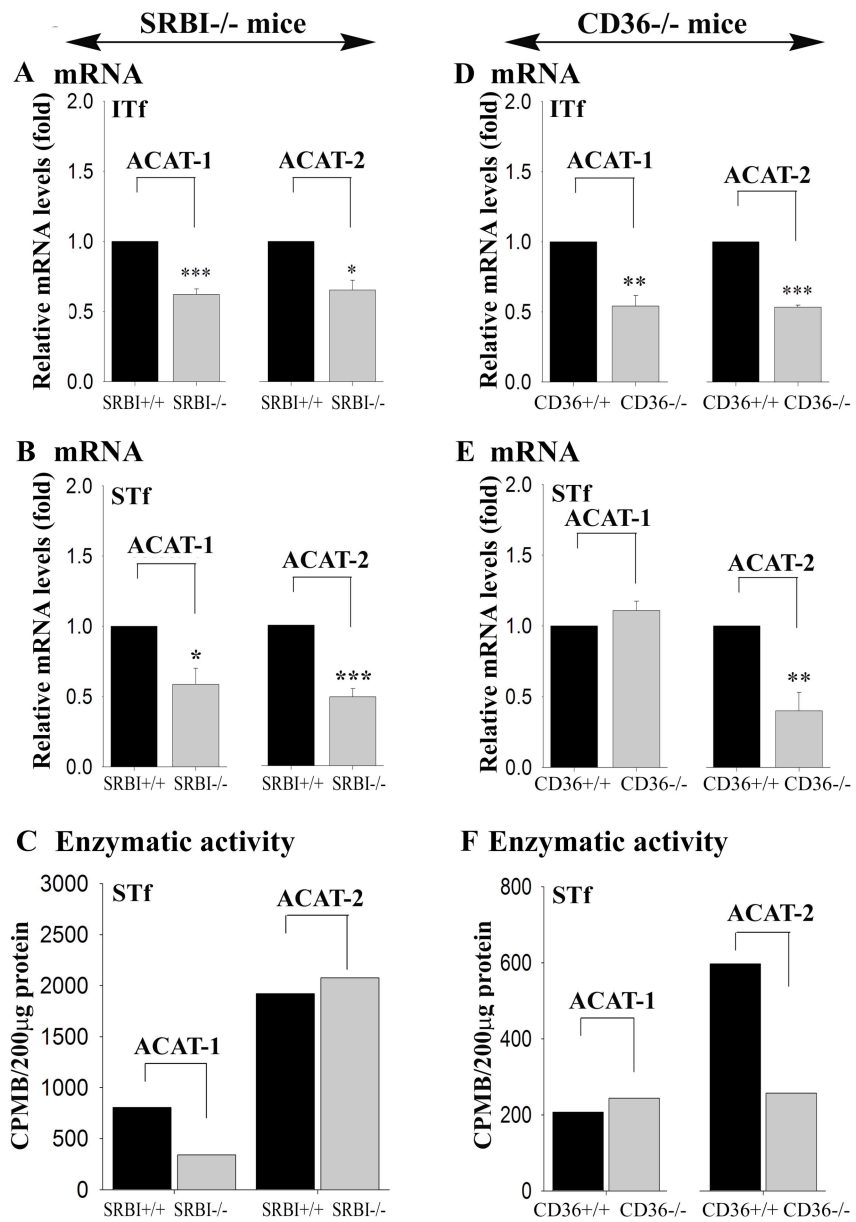 SRBI-/- mice
CD36-/- mice
A mRNA
Relative mRNA levels (fold)
2.0
1.5
1.0
0.5
0.0
ITf
ACAT-1
ACAT-2
***
*
SRBI+/+ SRBI-/- SRBI+/+ SRBI-/-
D mRNA
Relative mRNA levels (fold)
2.0
1.5
1.0
0.5
0.0
ITf
ACAT-1
ACAT-2
**
***
CD36+/+ CD36-/- CD36+/+ CD36-/-
B mRNA
Relative mRNA levels (fold)
2.0
1.5
1.0
0.5
0.0
STf
ACAT-1
ACAT-2
*
***
SRBI+/+ SRBI-/- SRBI+/+ SRBI-/-
E mRNA
Relative mRNA levels (fold)
2.0
1.5
1.0
0.5
0.0
STf
ACAT-1
ACAT-2
**
CD36+/+ CD36-/- CD36+/+ CD36-/-
C Enzymatic activity
CPMB/200μg protein
3000
2500
2000
1500
1000
500
0
STf
ACAT-2
ACAT-1
SRBI+/+ SRBI-/- SRBI+/+ SRBI-/-
F Enzymatic activity
CPMB/200μg protein
800
600
400
200
0
STf
ACAT-2
ACAT-1
CD36+/+ CD36-/- CD36+/+ CD36-/-